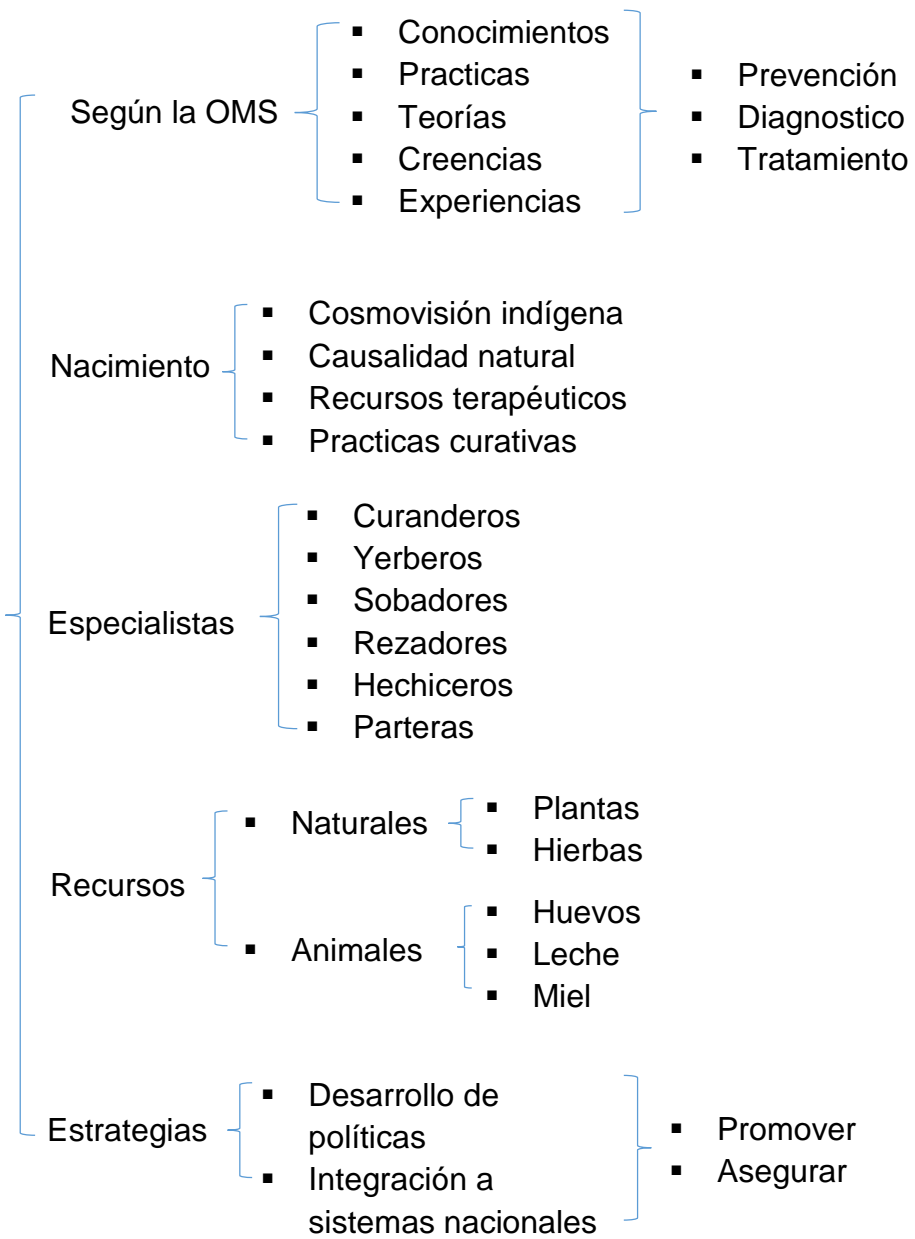 Según la OMS
Conocimientos
Practicas
Teorías
Creencias
Experiencias
Prevención
Diagnostico
Tratamiento
Nacimiento
Cosmovisión indígena
Causalidad natural
Recursos terapéuticos
Practicas curativas
Especialistas
Curanderos
Yerberos
Sobadores
Rezadores
Hechiceros
Parteras
Recursos
Naturales
Plantas
Hierbas
Animales
Huevos
Leche
Miel
Estrategias
Desarrollo de
políticas
Integración a
sistemas nacionales
Promover
Asegurar